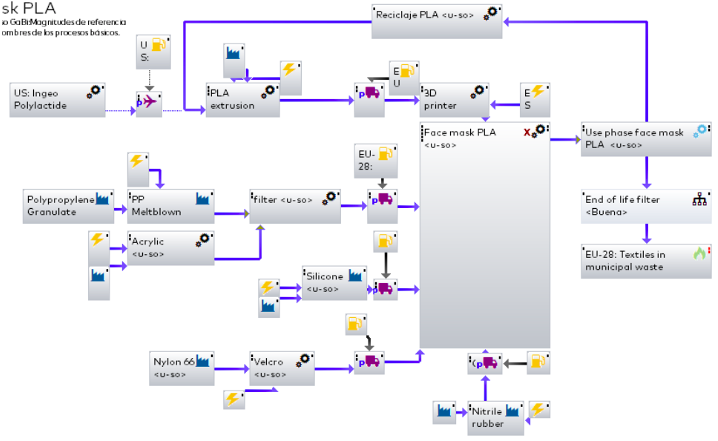 sk PLA
so GaBi:Magnitudes de referencia
ombres de los procesos básicos.
Reciclaje PLA <u-so>
U
S:
US: Ingeo
Polylactide
p
PLA
extrusion
p
E
U
3D
printer
E
S
Face mask PLA
<u-so>
X
Use phase face mask
PLA <u-so>
EU-
28:
Polypropylene
Granulate
PP
Meltblown
filter <u-so>
p
End of life filter
<Buena>
Acrylic
<u-so>
EU-28: Textiles in
municipal waste
Silicone
<u-so>
p
Nylon 66
<u-so>
Velcro
<u-so>
p
p
Nitrile
rubber